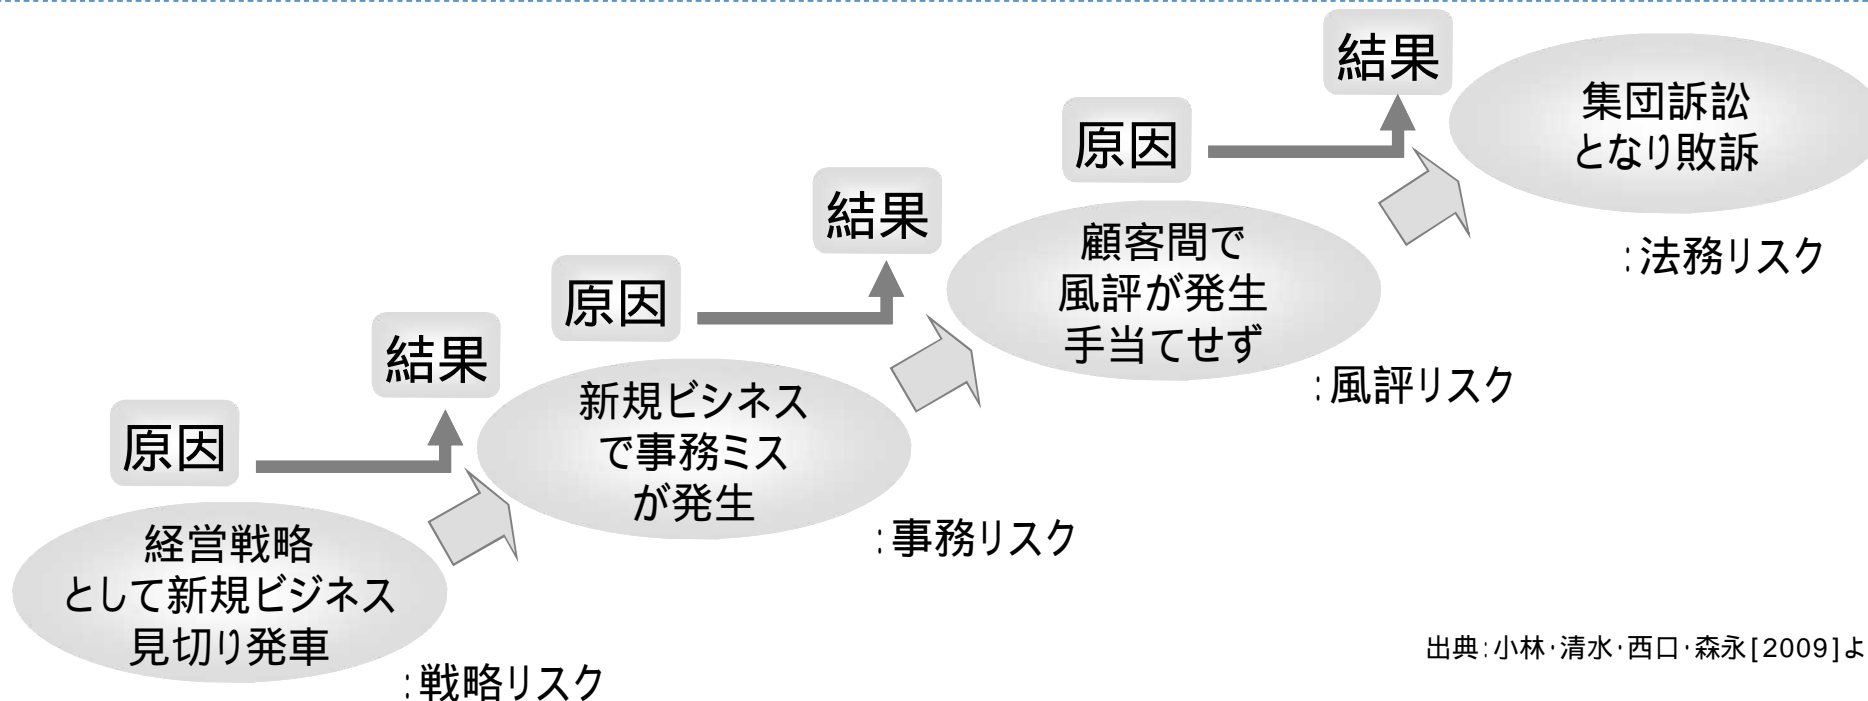 結果
集団訴訟
となり敗訴
原因
:法務リスク
結果
顧客間で
風評が発生
手当てせず
原因
:風評リスク
結果
新規ビシネス
で事務ミス
が発生
原因
:事務リスク
経営戦略
として新規ビジネス
見切り発車
:戦略リスク
出典:小林・清水・西口・森永[2009]よ